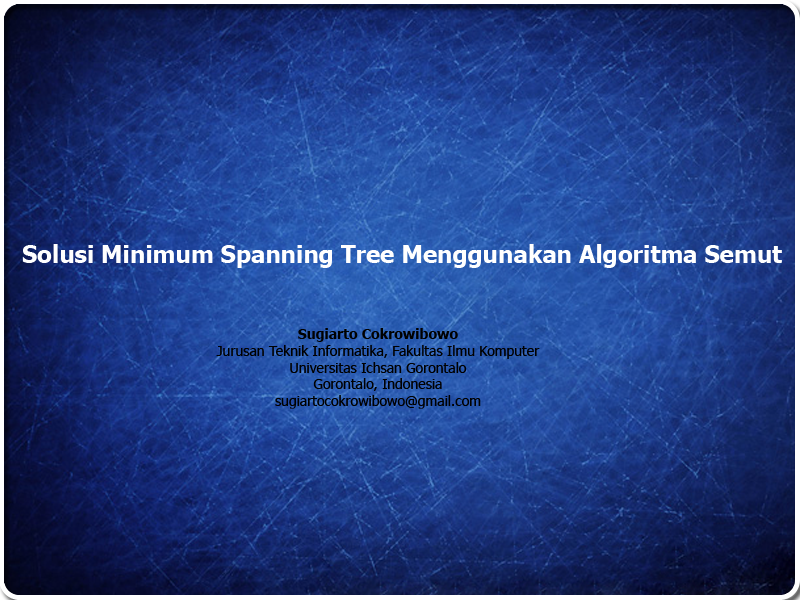 Solusi Minimum Spanning Tree Menggunakan Algoritma Semut
Sugiarto Cokrowibowo
Jurusan Teknik Informatika, Fakultas Ilmu Komputer
Universitas Ichsan Gorontalo
Gorontalo, Indonesia
sugiartocokrowibowo@gmail.com